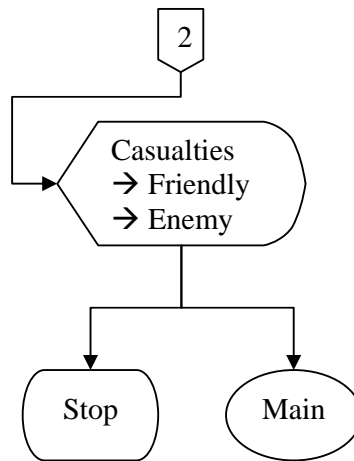 2
Casualties
→ Friendly
→ Enemy
Stop
Main